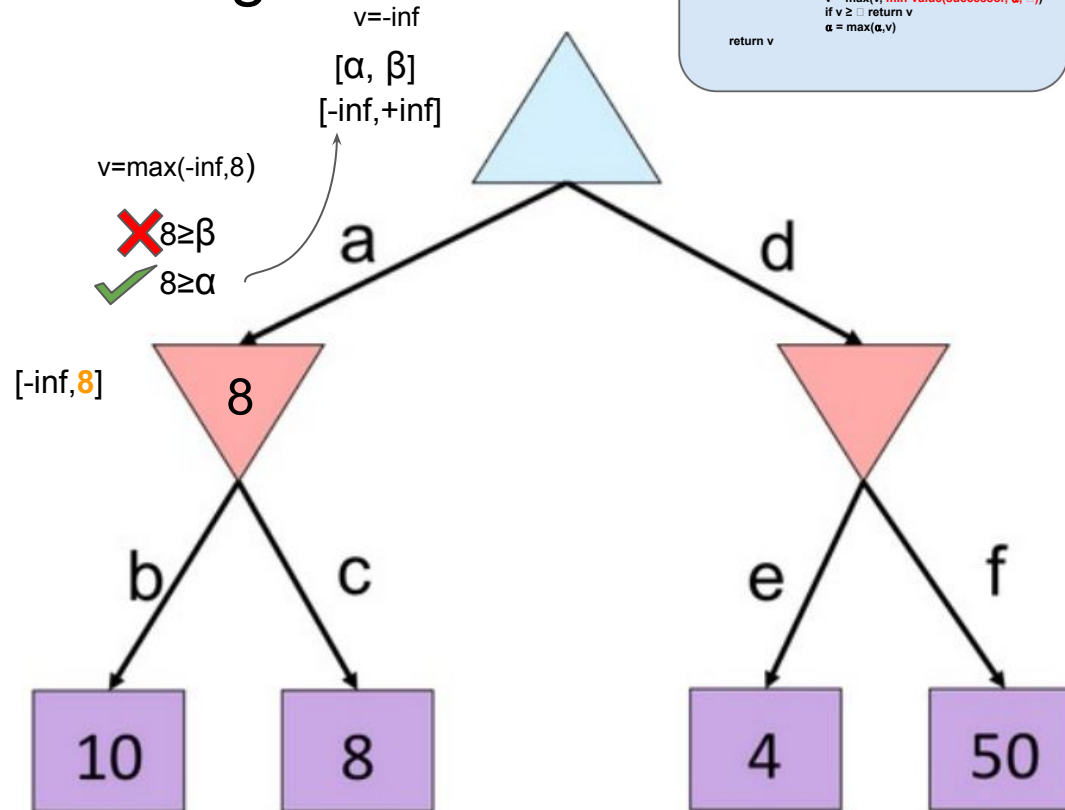 v=-inf
[α, β]
[-inf,+inf]
if v ≥ □ return v
α = max(α,v)
return v
v=max(-inf,8)
8≥β
8≥α
a
d
[-inf,8]
8
b
c
e
f
10
8
4
50